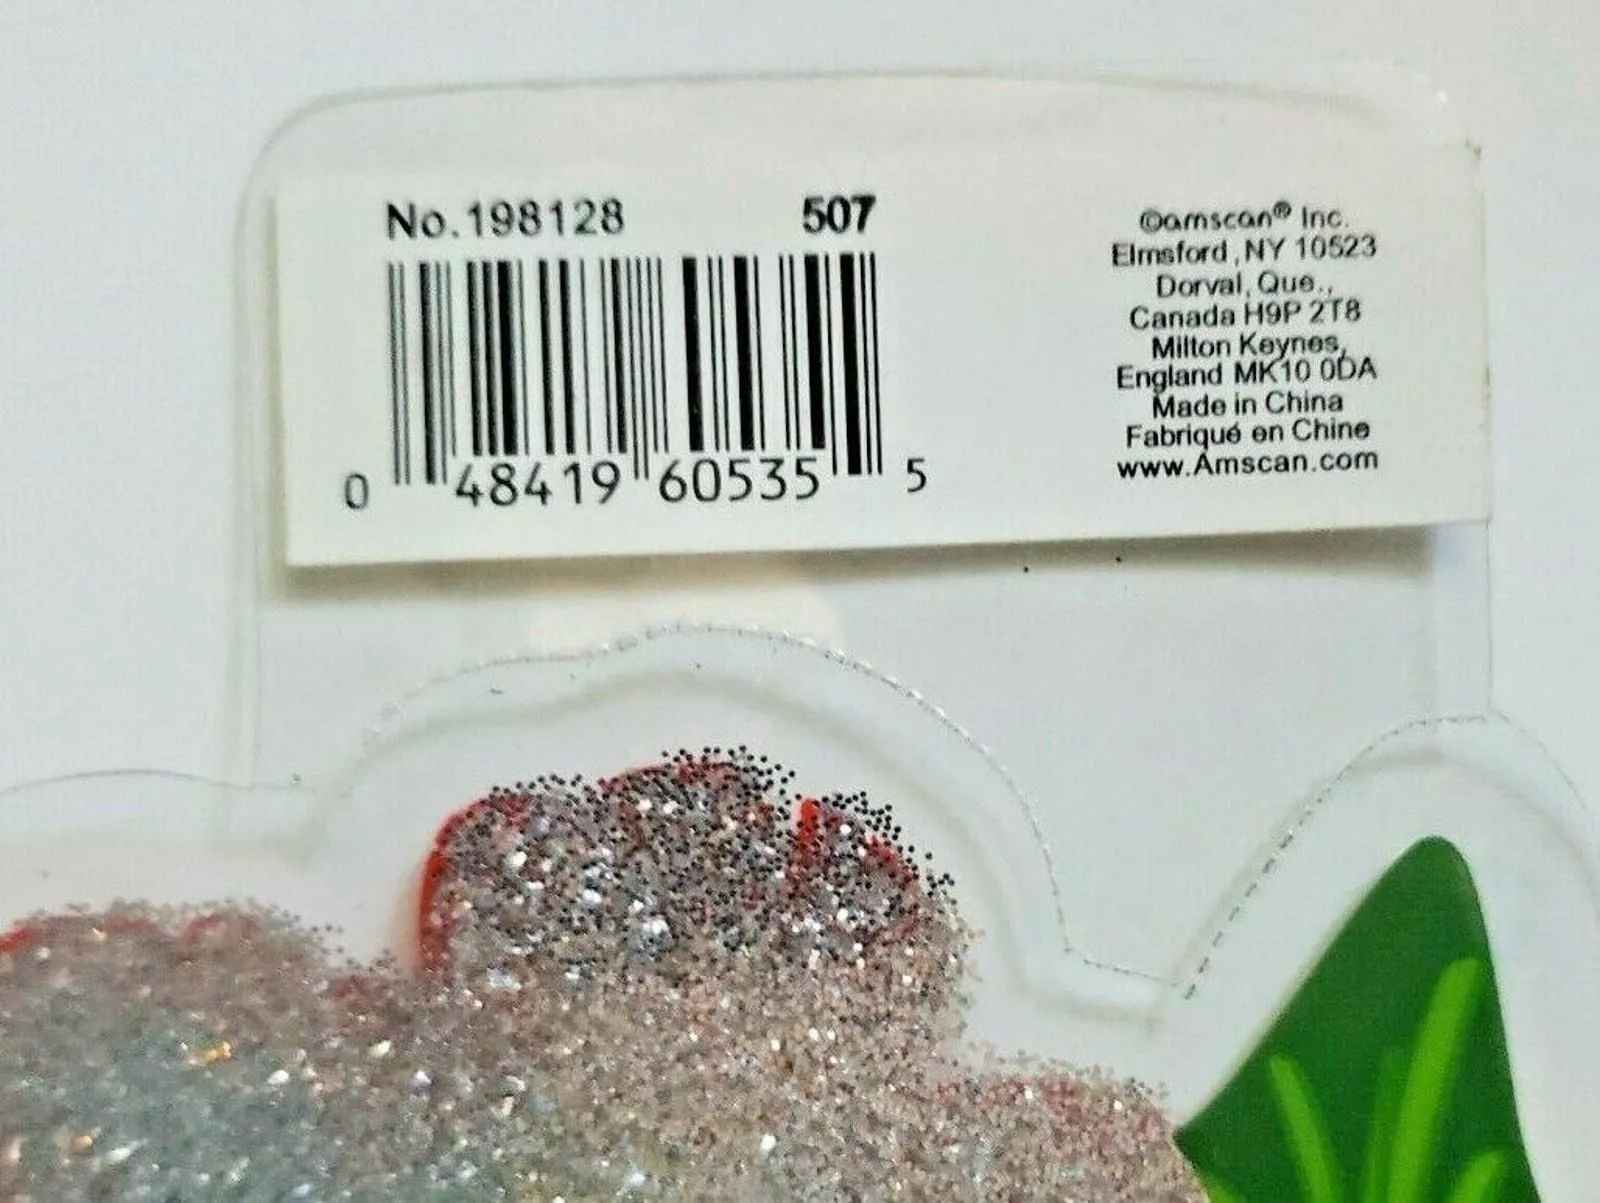 No.198128 507
0 48419 60535 5
©amscan® Inc.
Elmsford, NY 10523
Dorval, Que.,
Canada H9P 2T8
Milton Keynes,
England MK10 0DA
Made in China
Fabriqué en Chine
www.Amscan.com